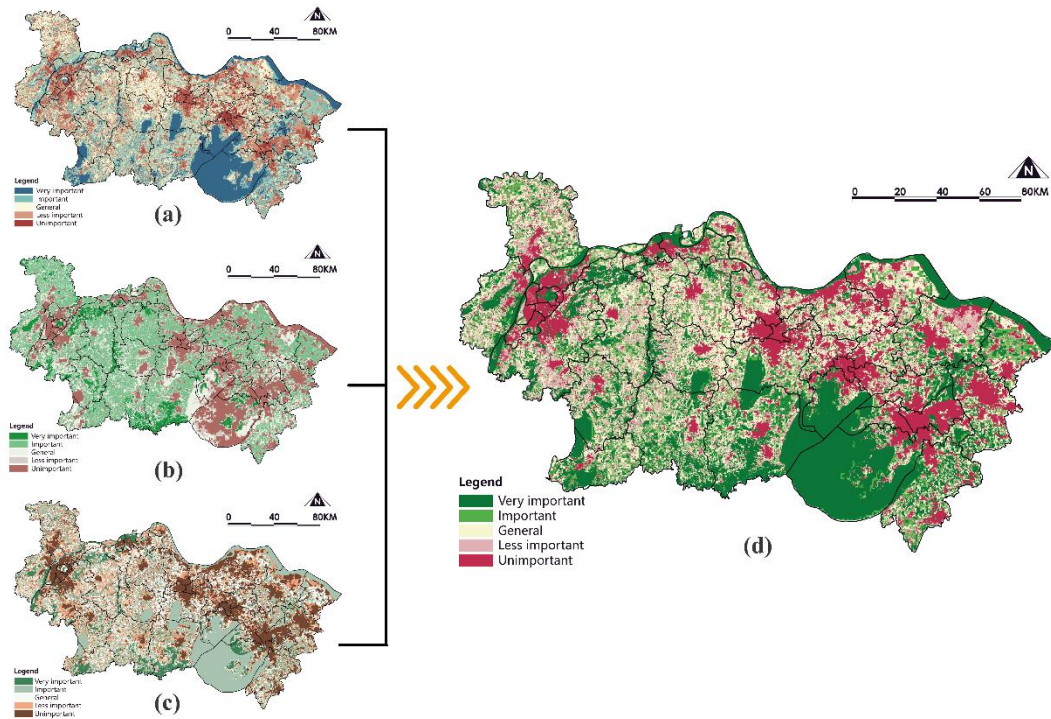 N
0 40 80KM
Legend
Very important
Important
General
Less important
Unimportant
(a)
N
0 40 80KM
Legend
Very important
Important
General
Less important
Unimportant
(b)
N
0 40 80KM
Legend
Very important
Important
General
Less important
Unimportant
(c)
N
0 20 40 60 80KM
Legend
Very important
Important
General
Less important
Unimportant
(d)